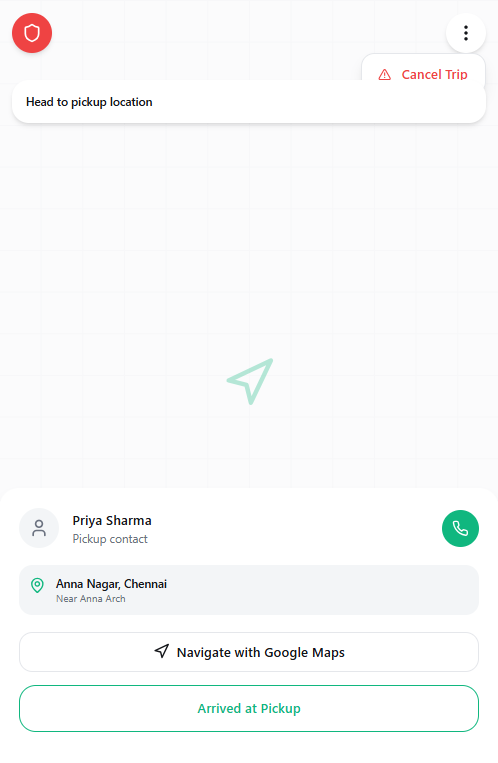 Cancel Trip
Head to pickup location
Priya Sharma
Pickup contact
Anna Nagar, Chennai
Near Anna Arch
Navigate with Google Maps
Arrived at Pickup